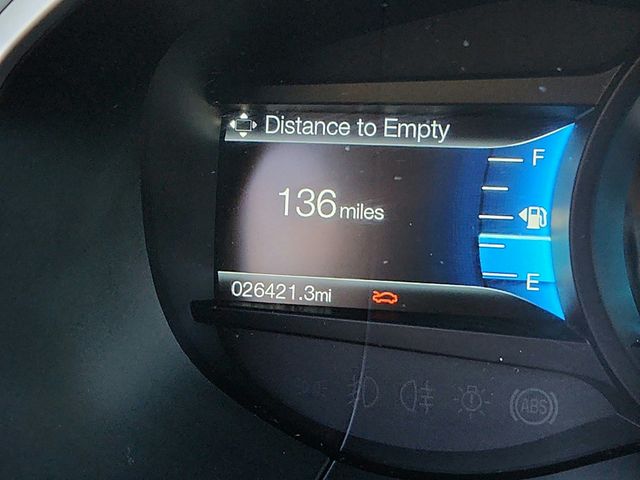 Distance to Empty
F
136 miles
E
026421.3mi
ABS